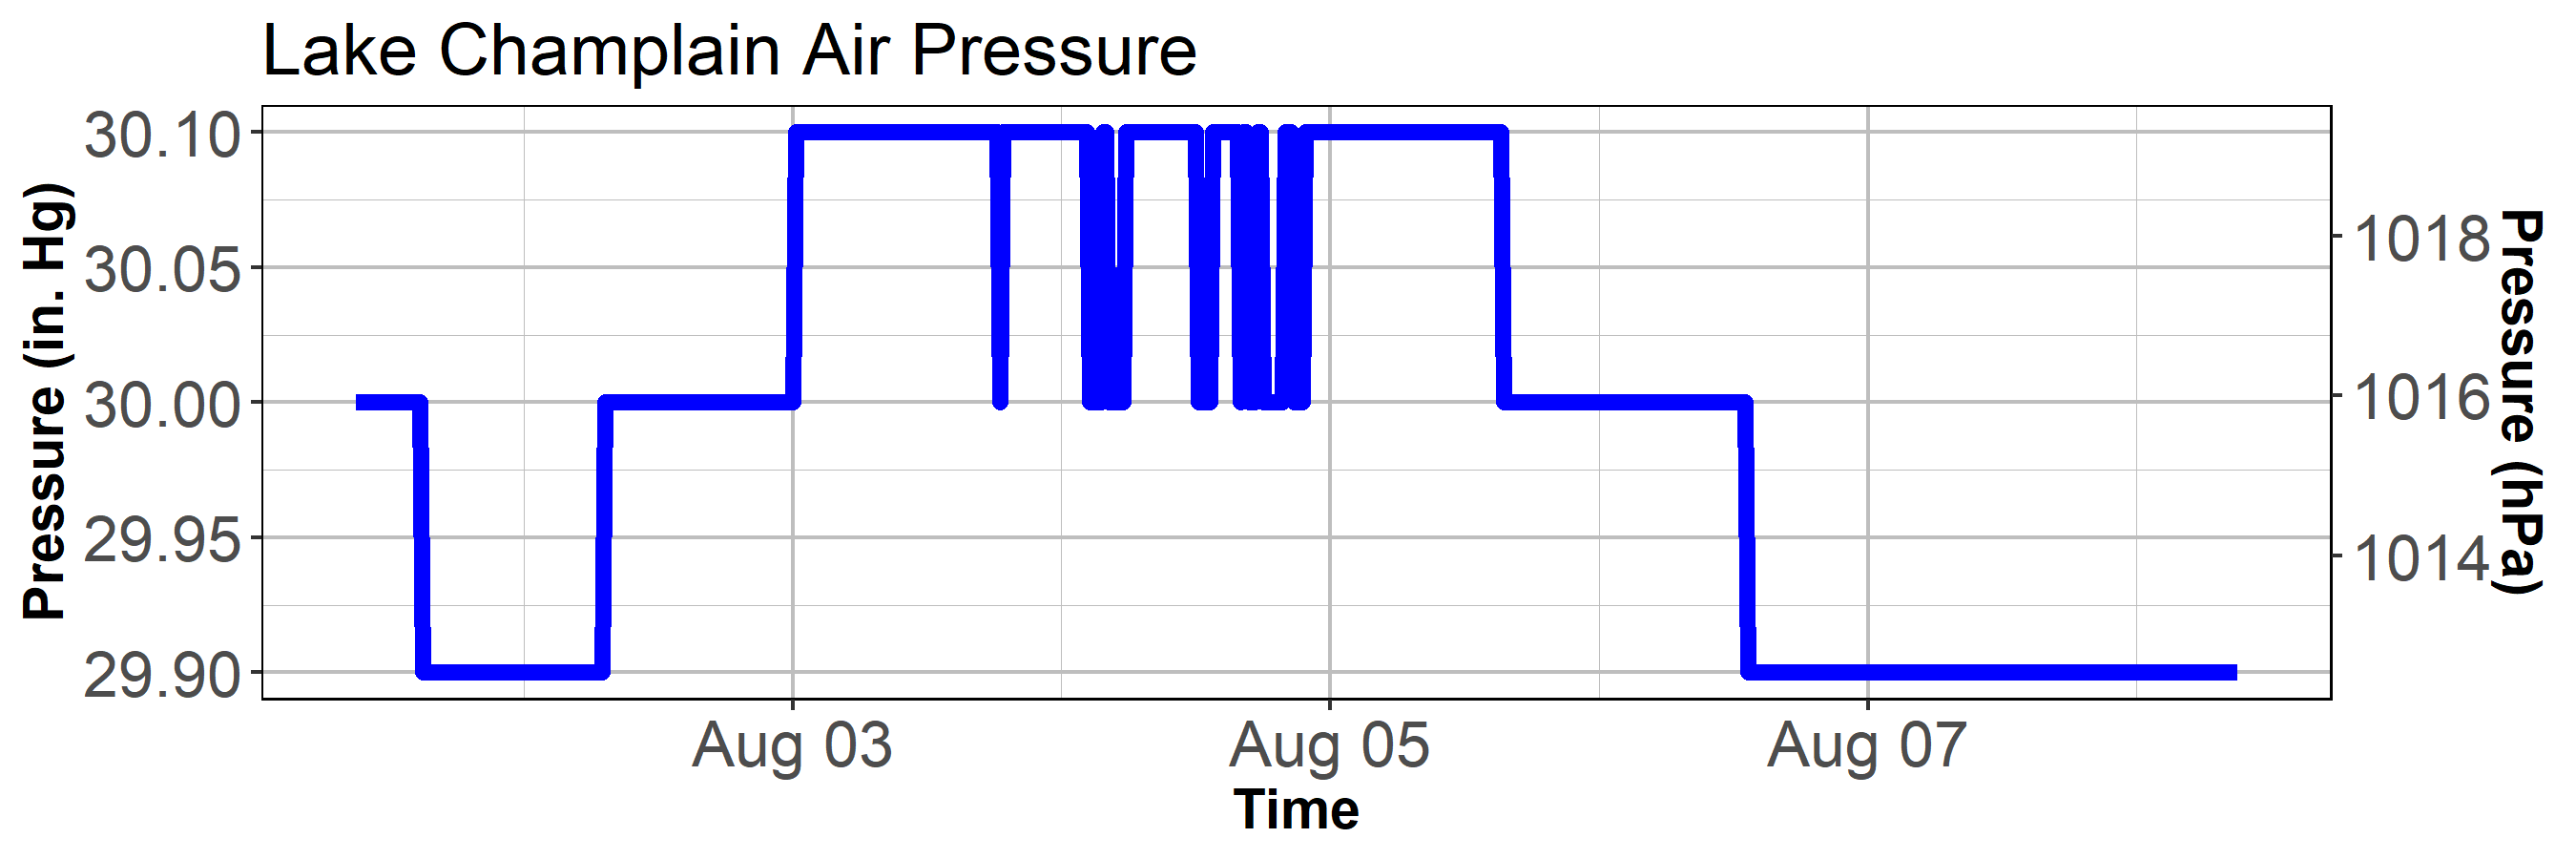 Lake Champlain Air Pressure
Pressure (in. Hg)
30.10
30.05
30.00
29.95
29.90
1018
1016
1014
Pressure (hPa)
Aug 03
Aug 05
Aug 07
Time